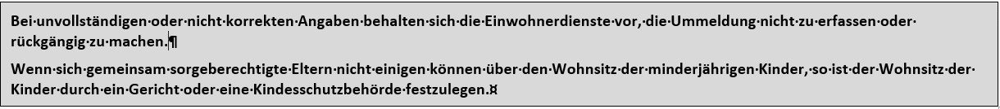 Bei unvollständigen oder nicht korrekten Angaben behalten sich die Einwohnerdienste vor, die Ummeldung nicht zu erfassen oder
rückgängig zu machen.¶
Wenn sich gemeinsam sorgeberechtigte Eltern nicht einigen können über den Wohnsitz der minderjährigen Kinder, so ist der Wohnsitz der
Kinder durch ein Gericht oder eine Kindesschutzbehörde festzulegen.¤